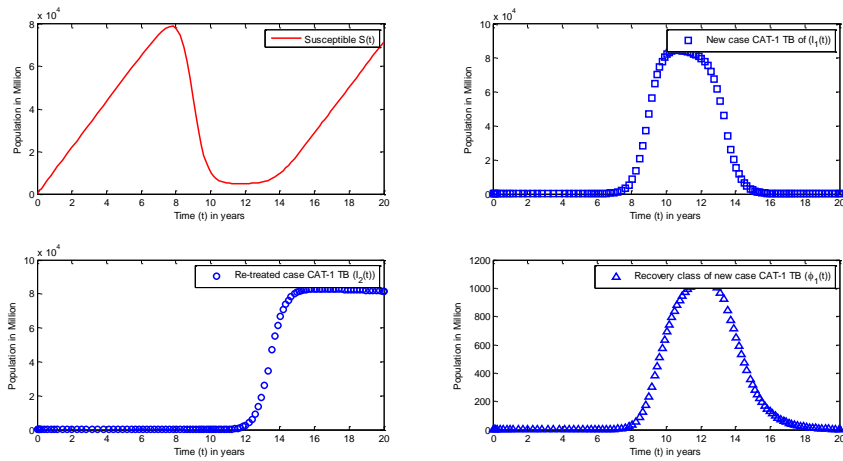 x 10^4
Susceptible S(t)
Population in Million
8
6
4
2
0
0 2 4 6 8 10 12 14 16 18 20
Time (t) in years
x 10^4
New case CAT-1 TB of (I_1(t))
Population in Million
10
8
6
4
2
0
0 2 4 6 8 10 12 14 16 18 20
Time (t) in years
x 10^4
Re-treated case CAT-1 TB (I_2(t))
Population in Million
10
8
6
4
2
0
0 2 4 6 8 10 12 14 16 18 20
Time (t) in years
Recovery class of new case CAT-1 TB (ϕ_1(t))
Population in Million
1200
1000
800
600
400
200
0
0 2 4 6 8 10 12 14 16 18 20
Time (t) in years